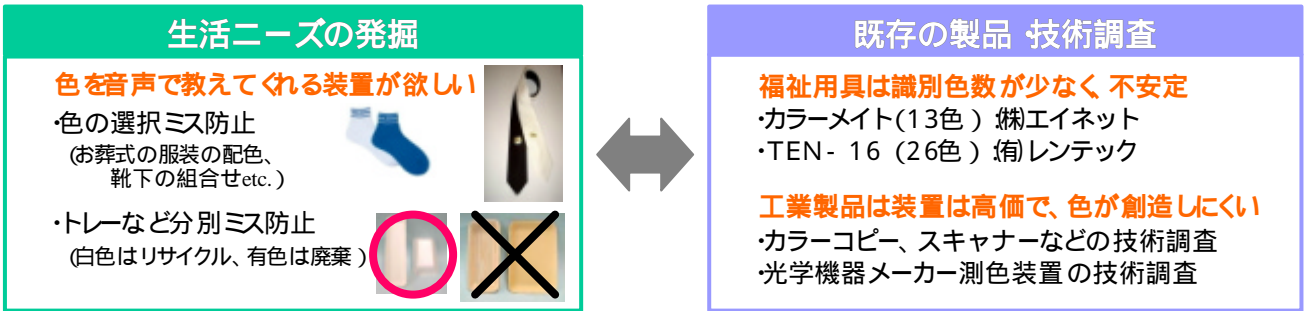 生活ニーズの発掘
色を音声で教えてくれる装置が欲しい
・色の選択ミス防止
(お葬式の服装の配色、
靴下の組合せetc.)
・トレーなど分別ミス防止
(白色はリサイクル、有色は廃棄)
既存の製品・技術調査
福祉用具は識別色数が少なく、不安定
・カラーメイト(13色):㈱エイネット
・TEN-16 (26色):㈲レンテック
工業製品は装置は高価で、色が創造しにくい
・カラーコピー、スキャナーなどの技術調査
・光学機器メーカー測色装置の技術調査